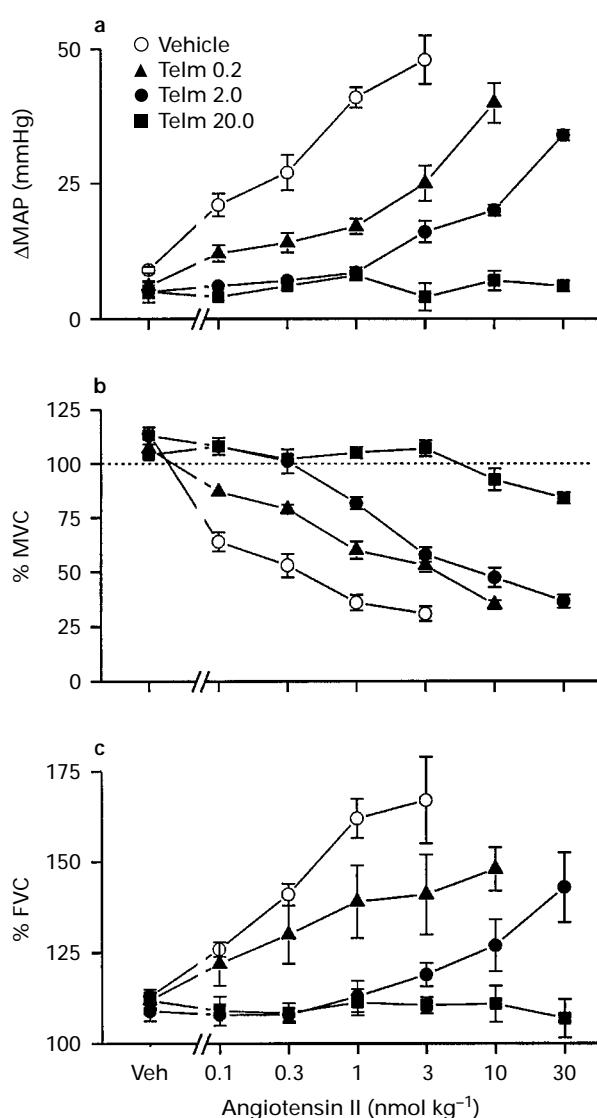 a
Vehicle
Telm 0.2
Telm 2.0
Telm 20.0
50
25
0
ΔMAP (mmHg)
b
125
100
75
50
25
0
% MVC
c
175
150
125
100
% FVC
Veh 0.1 0.3 1 3 10 30
Angiotensin II (nmol kg⁻¹)